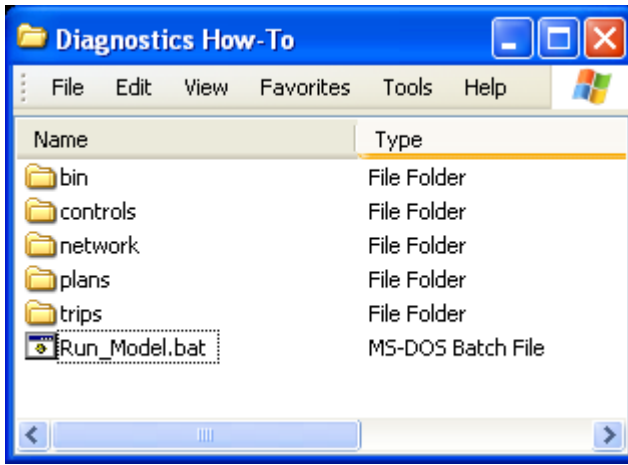 Diagnostics How-To
File Edit View Favorites Tools Help
Name Type
bin File Folder
controls File Folder
network File Folder
plans File Folder
trips File Folder
Run_Model.bat MS-DOS Batch File